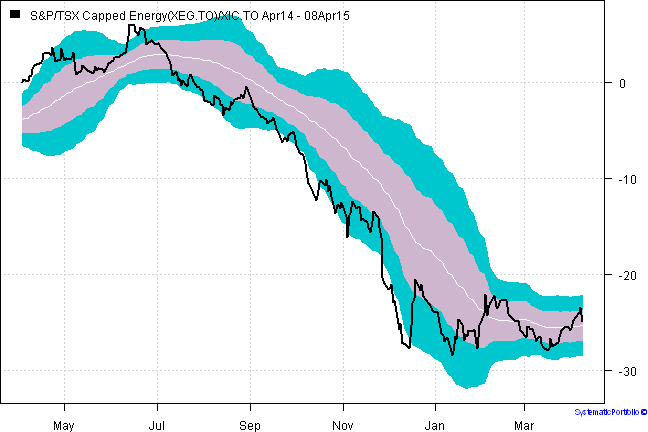 S&P/TSX Capped Energy(XEG.TO)/XIC.TO Apr14 - 08Apr15
0
-10
-20
-30
May Jul Sep Nov Jan Mar
SystematicPortfolio ©